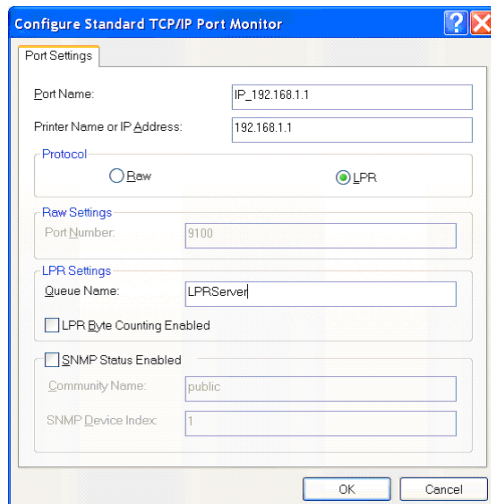 Configure Standard TCP/IP Port Monitor
Port Settings
Port Name: IP_192.168.1.1
Printer Name or IP Address: 192.168.1.1
Protocol
Raw LPR
Raw Settings
Port Number: 9100
LPR Settings
Queue Name: LPRServer
LPR Byte Counting Enabled
SNMP Status Enabled
Community Name: public
SNMP Device Index: 1
OK Cancel